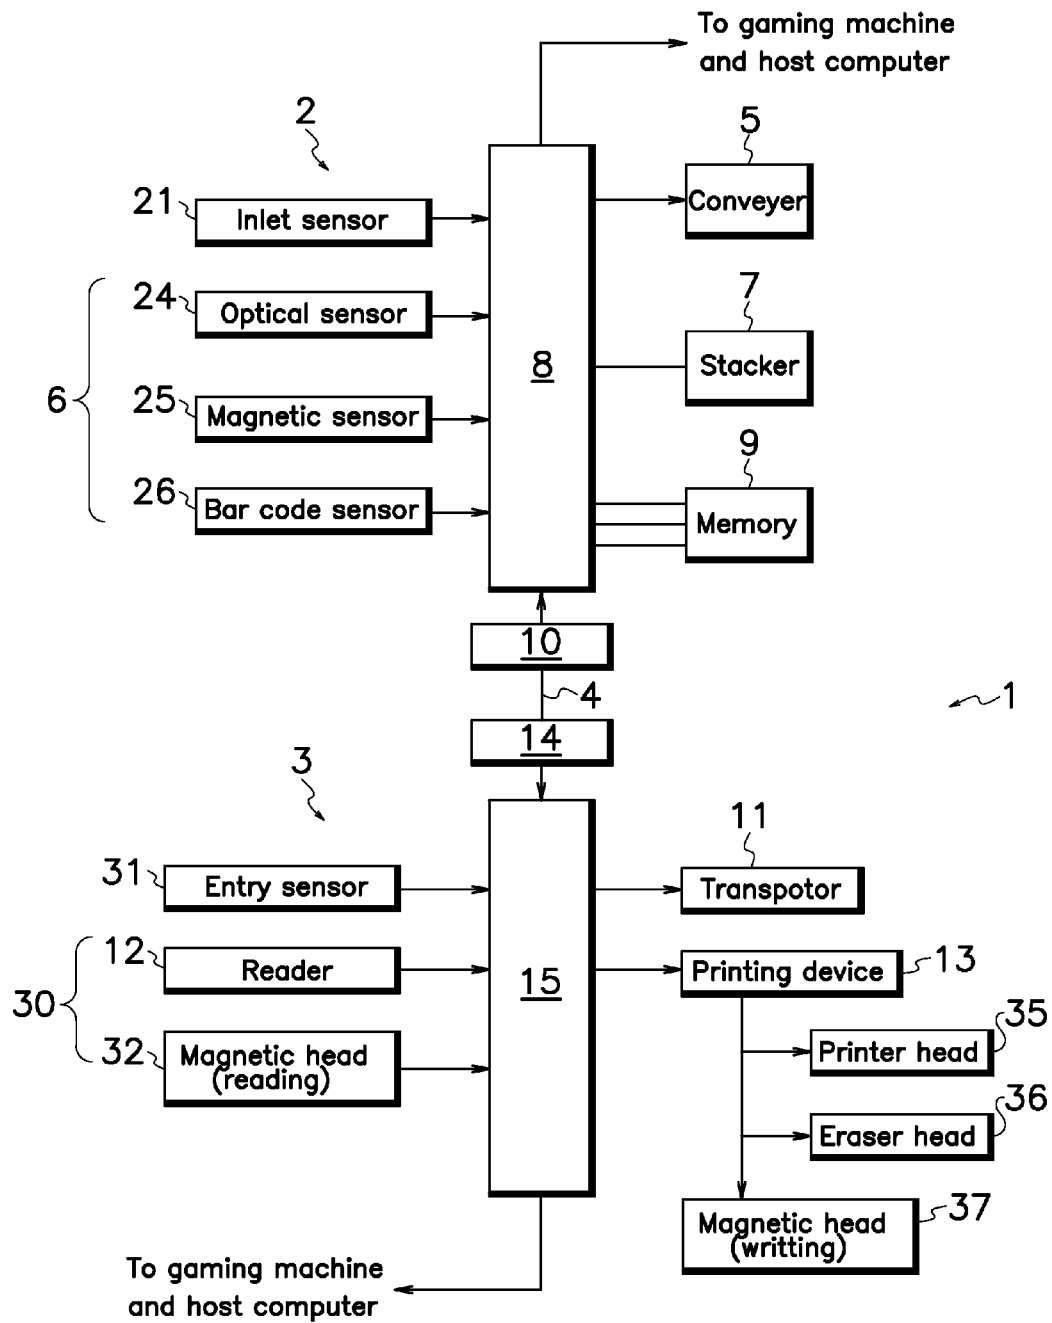 To gaming machine
and host computer
2
5
21
Inlet sensor
Conveyer
6
24
Optical sensor
7
8
Stacker
25
Magnetic sensor
9
26
Bar code sensor
Memory
10
4
1
14
3
11
31
Entry sensor
Transpotor
30
12
Reader
15
Printing device
13
32
Magnetic head
(reading)
35
Printer head
36
Eraser head
37
Magnetic head
(writting)
To gaming machine
and host computer